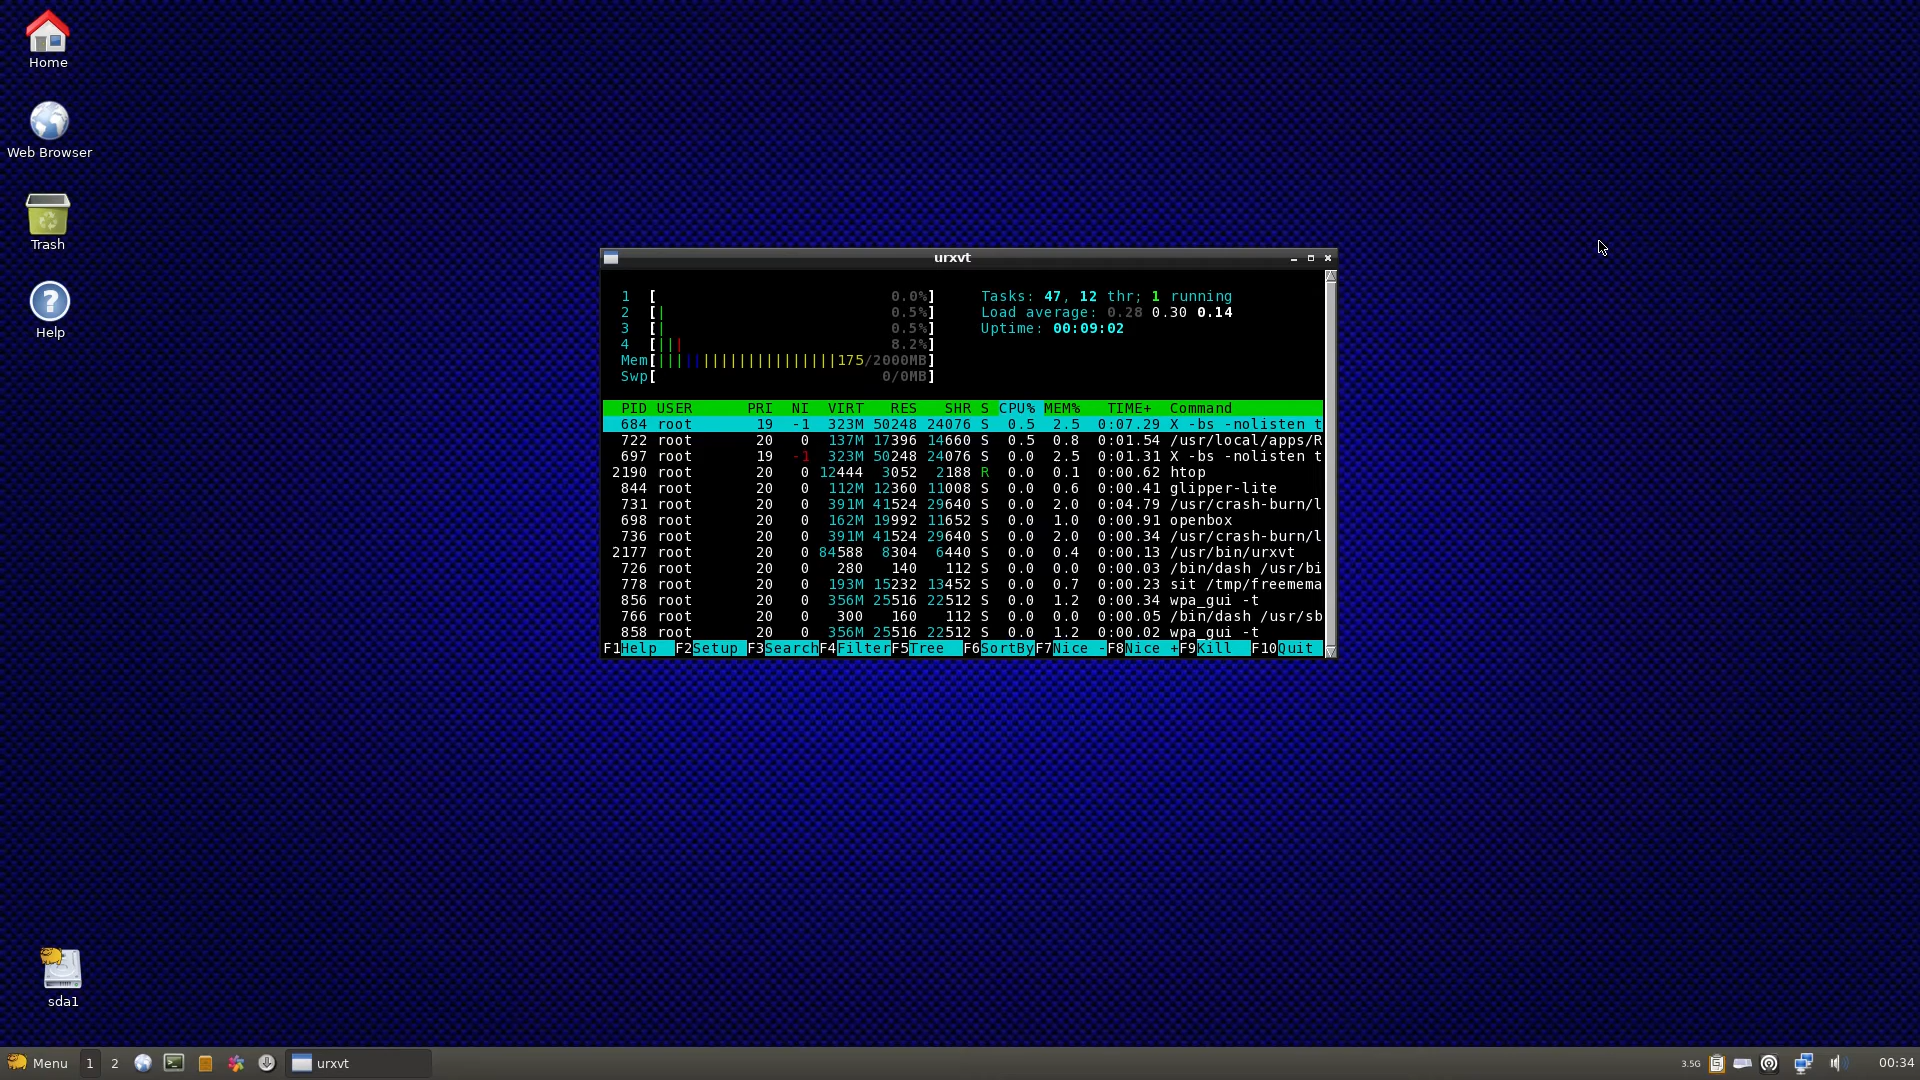 Home
Web Browser
Trash
Help
urxvt
1 [ 0.0%] Tasks: 47, 12 thr; 1 running
2 [| 0.5%] Load average: 0.28 0.30 0.14
3 [| 0.5%] Uptime: 00:09:02
4 [||| 8.2%]
Mem[||||||||||||||||||||175/2000MB]
Swp[ 0/0MB]
PID USER PRI NI VIRT RES SHR S CPU% MEM% TIME+ Command
684 root 19 -1 323M 50248 24076 S 0.5 2.5 0:07.29 X -bs -nolisten t
722 root 20 0 137M 17396 14660 S 0.5 0.8 0:01.54 /usr/local/apps/R
697 root 19 -1 323M 50248 24076 S 0.0 2.5 0:01.31 X -bs -nolisten t
2190 root 20 0 12444 3052 2188 R 0.0 0.1 0:00.62 htop
844 root 20 0 112M 12360 11008 S 0.0 0.6 0:00.41 glipper-lite
731 root 20 0 391M 41524 29640 S 0.0 2.0 0:04.79 /usr/crash-burn/l
698 root 20 0 162M 19992 11652 S 0.0 1.0 0:00.91 openbox
736 root 20 0 391M 41524 29640 S 0.0 2.0 0:00.34 /usr/crash-burn/l
2177 root 20 0 84588 8304 6440 S 0.0 0.4 0:00.13 /usr/bin/urxvt
726 root 20 0 280 140 112 S 0.0 0.0 0:00.03 /bin/dash /usr/bi
778 root 20 0 193M 15232 13452 S 0.0 0.7 0:00.23 sit /tmp/freemema
856 root 20 0 356M 25516 22512 S 0.0 1.2 0:00.34 wpa_gui -t
766 root 20 0 300 160 112 S 0.0 0.0 0:00.05 /bin/dash /usr/sb
858 root 20 0 356M 25516 22512 S 0.0 1.2 0:00.02 wpa_gui -t
F1Help F2Setup F3SearchF4FilterF5Tree F6SortByF7Nice -F8Nice +F9Kill F10Quit
sda1
Menu 1 2 urxvt 3.5G 00:34